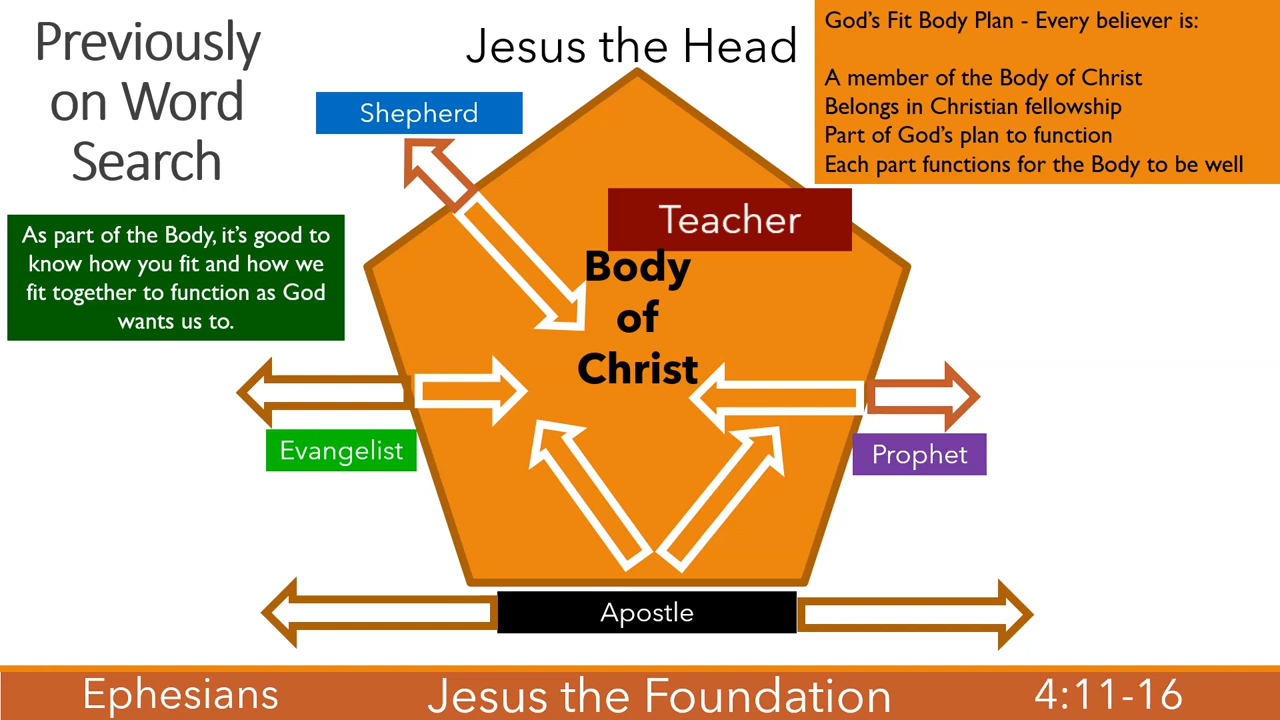 Previously
on Word
Search
Jesus the Head
God's Fit Body Plan - Every believer is:
A member of the Body of Christ
Belongs in Christian fellowship
Part of God's plan to function
Each part functions for the Body to be well
Shepherd
Teacher
As part of the Body, it's good to
know how you fit and how we
fit together to function as God
wants us to.
Body
of
Christ
Evangelist
Prophet
Apostle
Ephesians
Jesus the Foundation
4:11-16